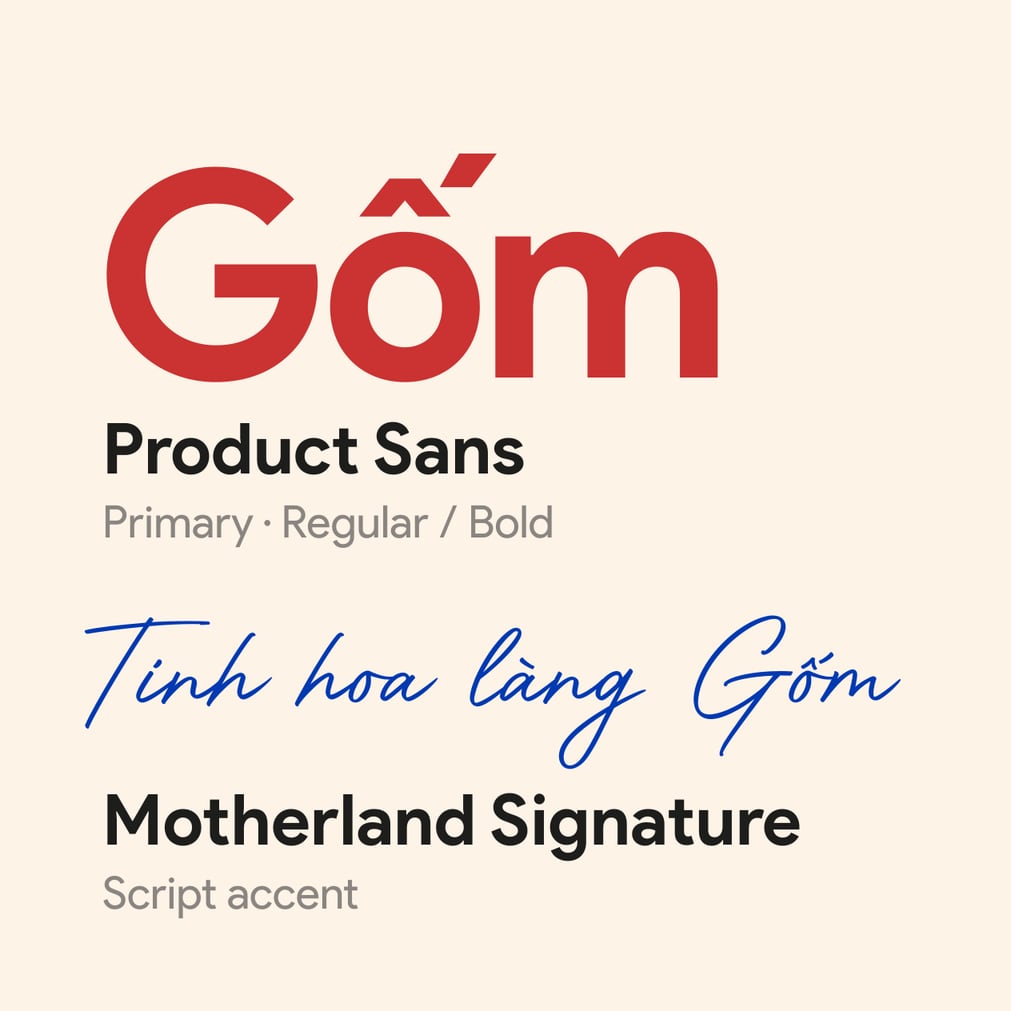 Gốm
Product Sans
Primary · Regular / Bold
Tinh hoa làng Gốm
Motherland Signature
Script accent